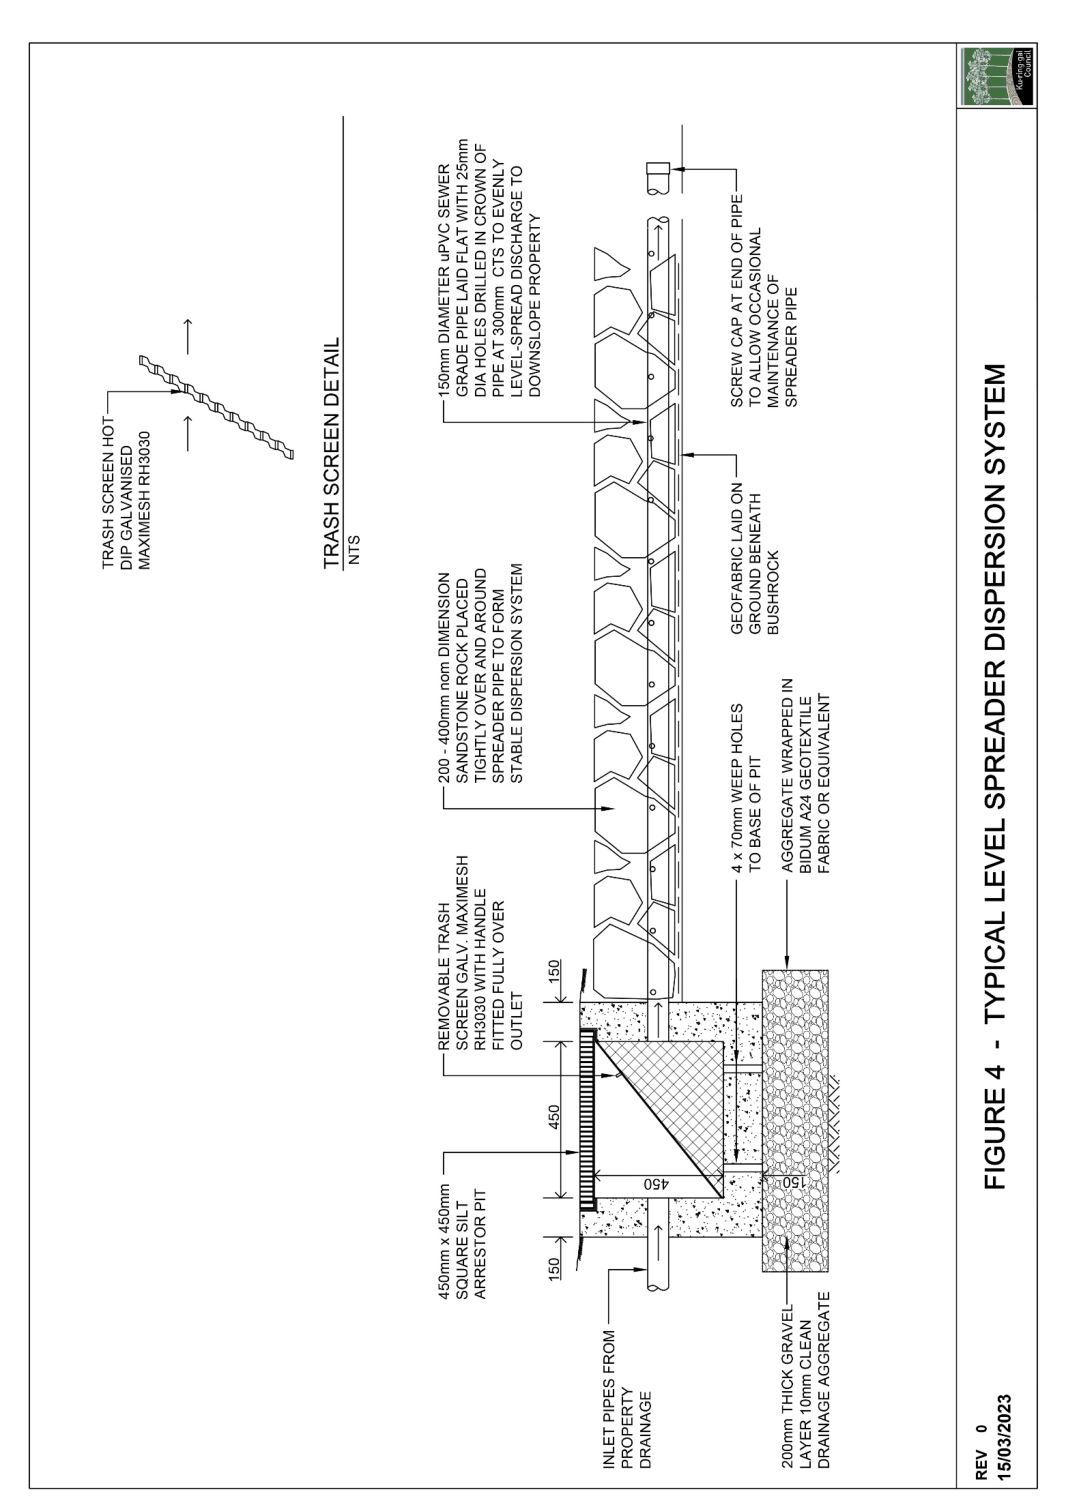 TRASH SCREEN HOT
DIP GALVANISED
MAXIMESH RH3030
TRASH SCREEN DETAIL
NTS
450mm x 450mm
SQUARE SILT
ARRESTOR PIT
REMOVABLE TRASH
SCREEN GALV. MAXIMESH
RH3030 WITH HANDLE
FITTED FULLY OVER
OUTLET
200 - 400mm nom DIMENSION
SANDSTONE ROCK PLACED
TIGHTLY OVER AND AROUND
SPREADER PIPE TO FORM
STABLE DISPERSION SYSTEM
150mm DIAMETER uPVC SEWER
GRADE PIPE LAID FLAT WITH 25mm
DIA HOLES DRILLED IN CROWN OF
PIPE AT 300mm CTS TO EVENLY
LEVEL-SPREAD DISCHARGE TO
DOWNSLOPE PROPERTY
150
450
150
450
150
INLET PIPES FROM
PROPERTY
DRAINAGE
200mm THICK GRAVEL
LAYER 10mm CLEAN
DRAINAGE AGGREGATE
4 x 70mm WEEP HOLES
TO BASE OF PIT
AGGREGATE WRAPPED IN
BIDUM A24 GEOTEXTILE
FABRIC OR EQUIVALENT
GEOFABRIC LAID ON
GROUND BENEATH
BUSHROCK
SCREW CAP AT END OF PIPE
TO ALLOW OCCASIONAL
MAINTENANCE OF
SPREADER PIPE
REV 0
15/03/2023
FIGURE 4 - TYPICAL LEVEL SPREADER DISPERSION SYSTEM
Ku-ring-gai
Council